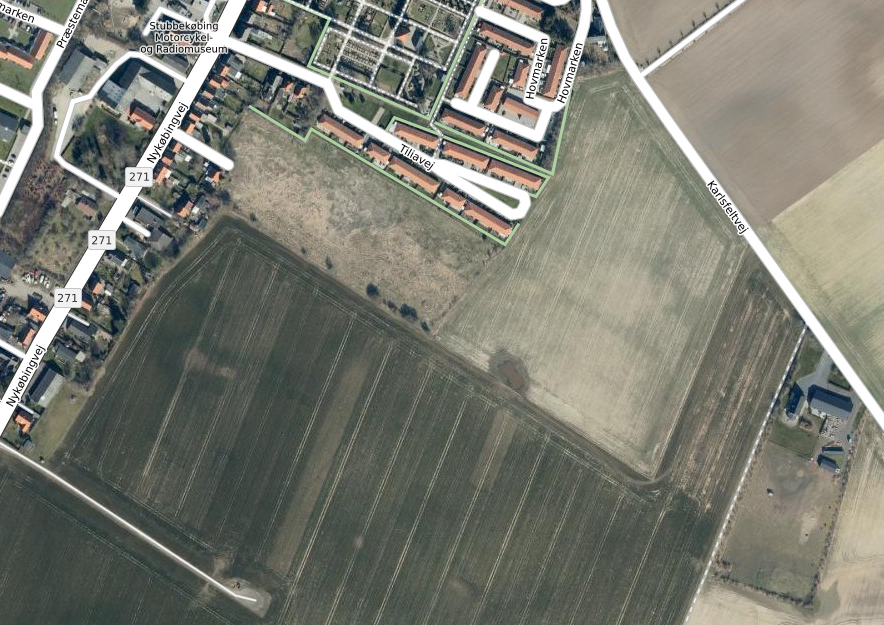 marken
Præstema
Stubbekøbing
Motorcykel-
og Radiomuseum
Hovmarken
Hovmarken
Nykøbingvej
Tiliavej
271
Karlsfeltvej
271
271
Nykøbingvej